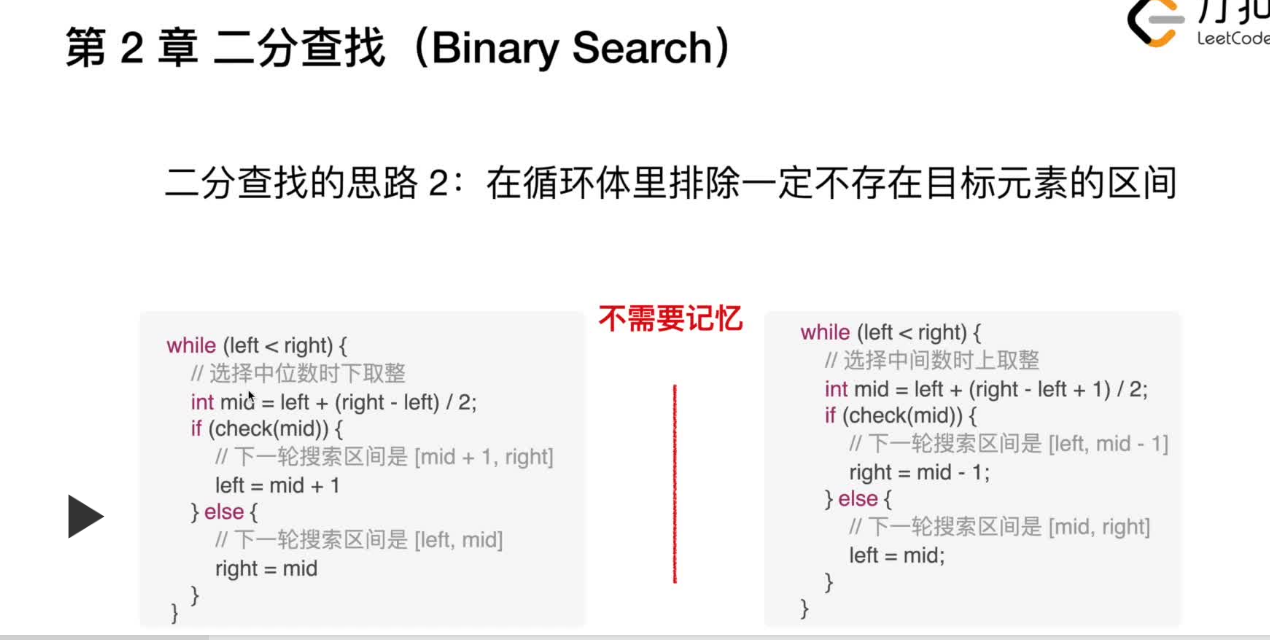 第 2 章 二分查找（Binary Search）
LeetCode
二分查找的思路 2：在循环体里排除一定不存在目标元素的区间
不需要记忆
while (left < right) {
// 选择中位数时下取整
int mid = left + (right - left) / 2;
if (check(mid)) {
// 下一轮搜索区间是 [mid + 1, right]
left = mid + 1
} else {
// 下一轮搜索区间是 [left, mid]
right = mid
}
}
while (left < right) {
// 选择中间数时上取整
int mid = left + (right - left + 1) / 2;
if (check(mid)) {
// 下一轮搜索区间是 [left, mid - 1]
right = mid - 1;
} else {
// 下一轮搜索区间是 [mid, right]
left = mid;
}
}